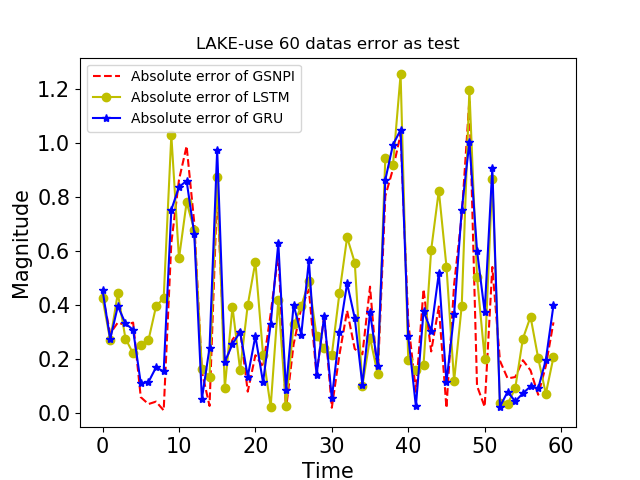 LAKE-use 60 datas error as test
Absolute error of GSNPI
Absolute error of LSTM
Absolute error of GRU
Magnitude
1.2
1.0
0.8
0.6
0.4
0.2
0.0
0 10 20 30 40 50 60
Time